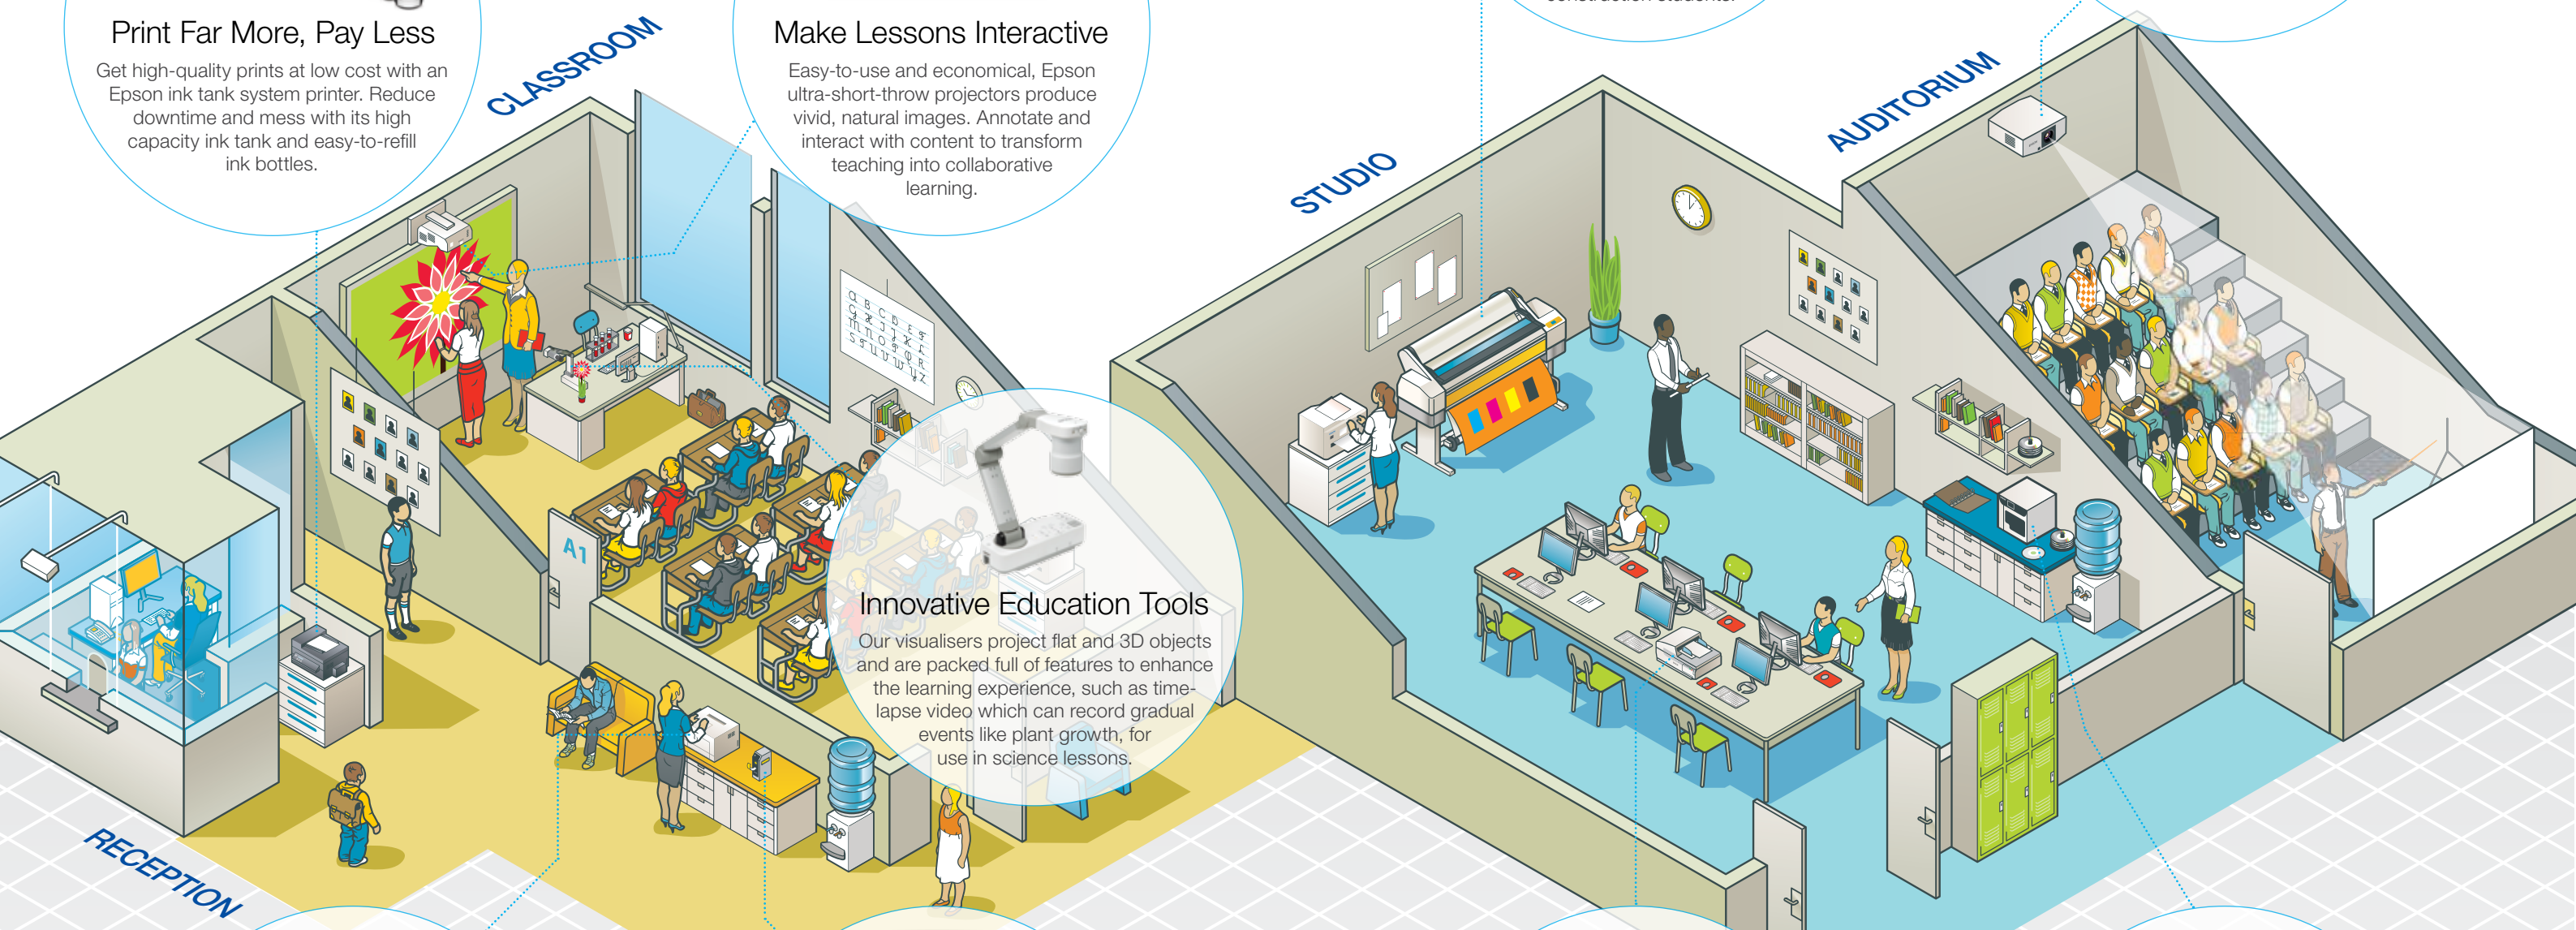 construction students.
Print Far More, Pay Less
Get high-quality prints at low cost with an
Epson ink tank system printer. Reduce
downtime and mess with its high
capacity ink tank and easy-to-refill
ink bottles.
CLASSROOM
Make Lessons Interactive
Easy-to-use and economical, Epson
ultra-short-throw projectors produce
vivid, natural images. Annotate and
interact with content to transform
teaching into collaborative
learning.
STUDIO
AUDITORIUM
A1
Innovative Education Tools
Our visualisers project flat and 3D objects
and are packed full of features to enhance
the learning experience, such as time-
lapse video which can record gradual
events like plant growth, for
use in science lessons.
RECEPTION